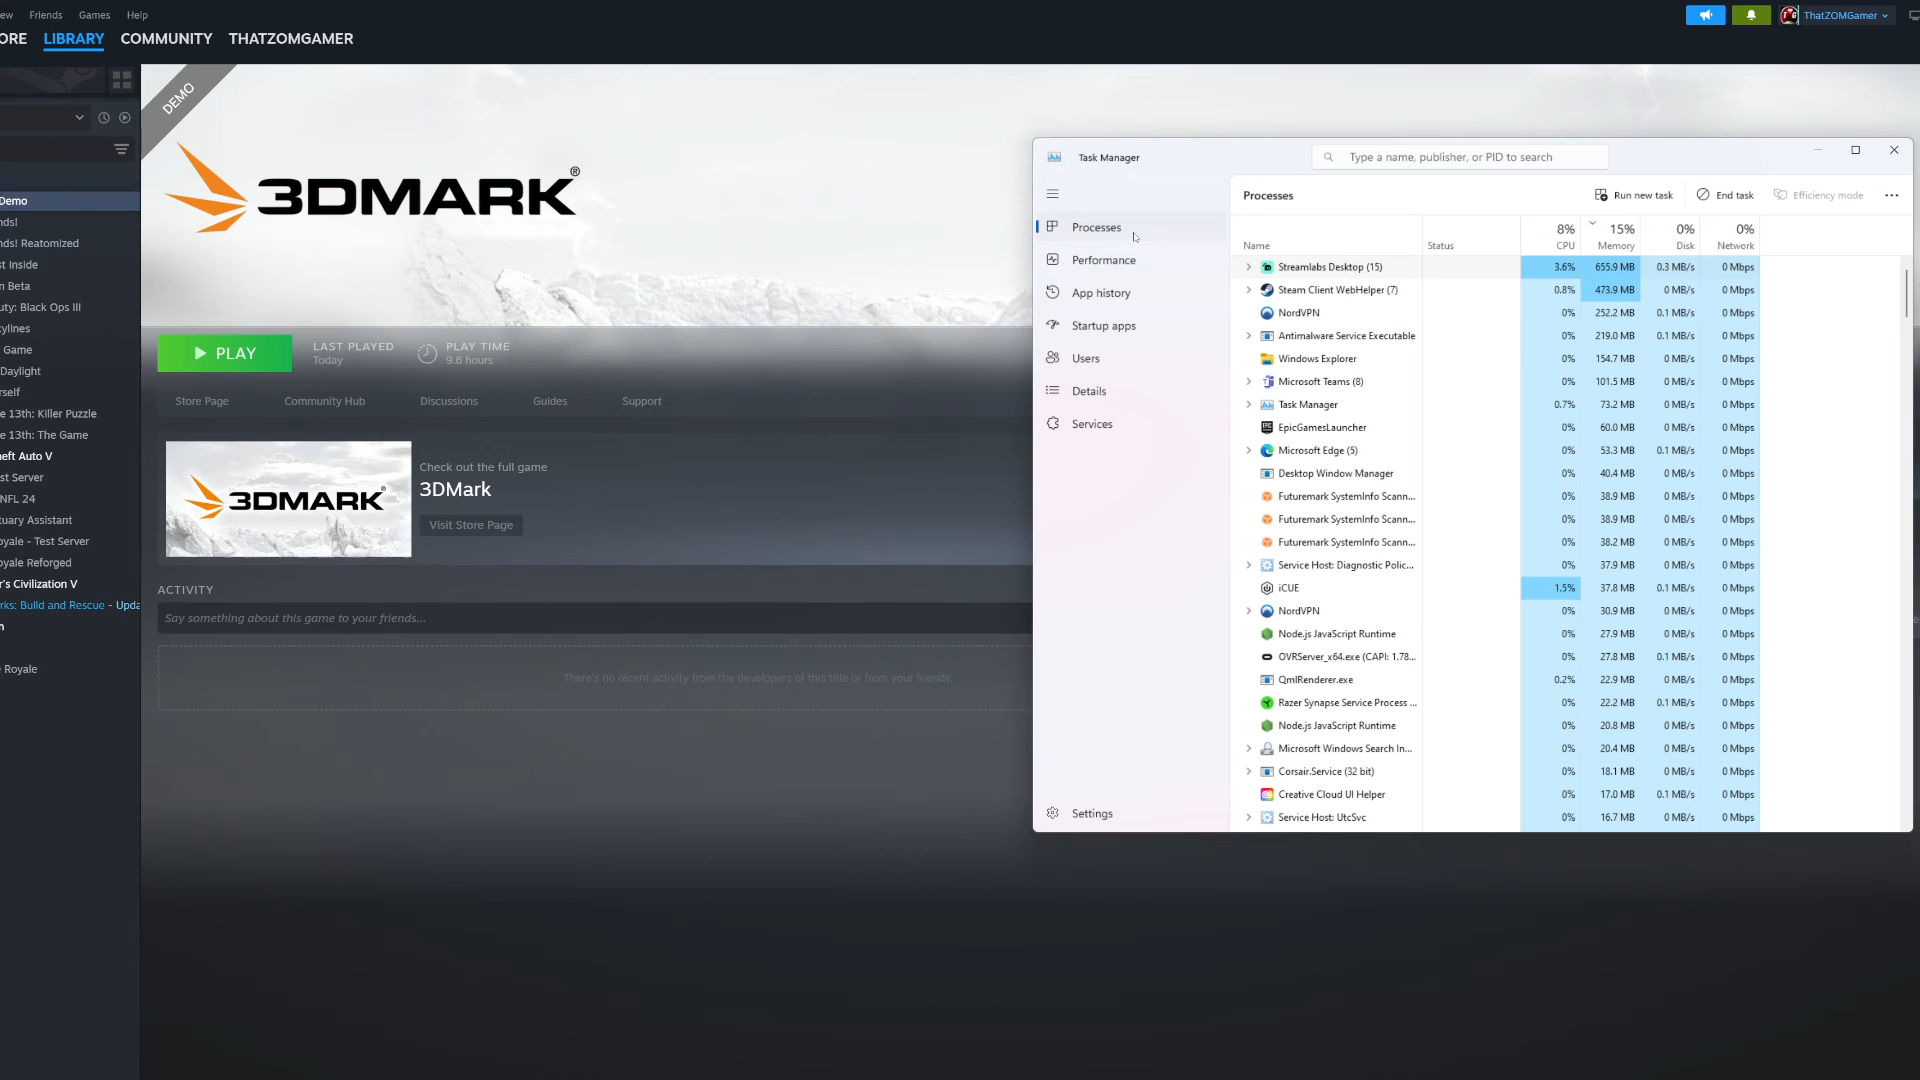 ew Friends Games Help
ThatZOMGamer
ORE LIBRARY COMMUNITY THATZOMGAMER
DEMO
3DMARK®
Demo
nds!
nds! Reatomized
st Inside
n Beta
uty: Black Ops III
kylines
Game
Daylight
rself
e 13th: Killer Puzzle
e 13th: The Game
neft Auto V
st Server
NFL 24
tuary Assistant
oyale - Test Server
oyale Reforged
r's Civilization V
rks: Build and Rescue - Upda
n
e Royale
PLAY
LAST PLAYED
Today
PLAY TIME
9.6 hours
Store Page Community Hub Discussions Guides Support
3DMARK®
Check out the full game
3DMark
Visit Store Page
ACTIVITY
Say something about this game to your friends...
There's no recent activity from the developers of this title or from your friends.
Task Manager
Type a name, publisher, or PID to search
Processes
Performance
App history
Startup apps
Users
Details
Services
Settings
Processes
Run new task End task Efficiency mode
8% 15% 0% 0%
Name Status CPU Memory Disk Network
Streamlabs Desktop (15) 3.6% 655.9 MB 0.3 MB/s 0 Mbps
Steam Client WebHelper (7) 0.8% 473.9 MB 0 MB/s 0 Mbps
NordVPN 0% 252.2 MB 0.1 MB/s 0 Mbps
Antimalware Service Executable 0% 219.0 MB 0.1 MB/s 0 Mbps
Windows Explorer 0% 154.7 MB 0 MB/s 0 Mbps
Microsoft Teams (8) 0% 101.5 MB 0 MB/s 0 Mbps
Task Manager 0.7% 73.2 MB 0 MB/s 0 Mbps
EpicGamesLauncher 0% 60.0 MB 0 MB/s 0 Mbps
Microsoft Edge (5) 0% 53.3 MB 0.1 MB/s 0 Mbps
Desktop Window Manager 0% 40.4 MB 0 MB/s 0 Mbps
Futuremark SystemInfo Scann... 0% 38.9 MB 0 MB/s 0 Mbps
Futuremark SystemInfo Scann... 0% 38.9 MB 0 MB/s 0 Mbps
Futuremark SystemInfo Scann... 0% 38.2 MB 0 MB/s 0 Mbps
Service Host: Diagnostic Polic... 0% 37.9 MB 0 MB/s 0 Mbps
iCUE 1.5% 37.8 MB 0.1 MB/s 0 Mbps
NordVPN 0% 30.9 MB 0 MB/s 0 Mbps
Node.js JavaScript Runtime 0% 27.9 MB 0 MB/s 0 Mbps
OVRServer_x64.exe (CAPI: 1.78... 0% 27.8 MB 0.1 MB/s 0 Mbps
QmlRenderer.exe 0.2% 22.9 MB 0 MB/s 0 Mbps
Razer Synapse Service Process ... 0% 22.2 MB 0.1 MB/s 0 Mbps
Node.js JavaScript Runtime 0% 20.8 MB 0 MB/s 0 Mbps
Microsoft Windows Search In... 0% 20.4 MB 0 MB/s 0 Mbps
Corsair.Service (32 bit) 0% 18.1 MB 0 MB/s 0 Mbps
Creative Cloud UI Helper 0% 17.0 MB 0.1 MB/s 0 Mbps
Service Host: UtcSvc 0% 16.7 MB 0 MB/s 0 Mbps